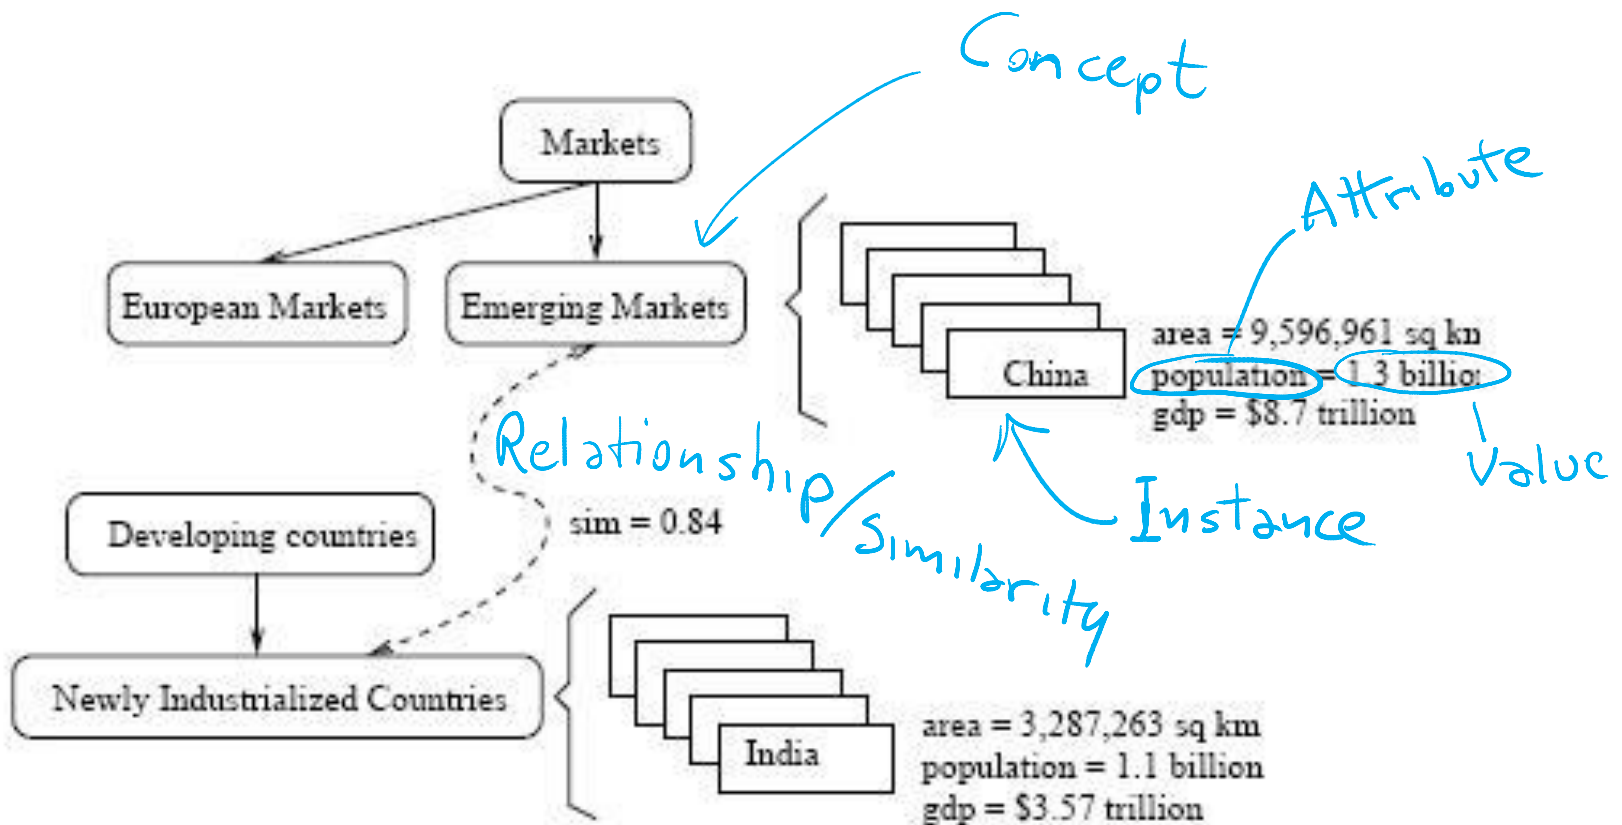 Concept
Markets
Attribute
European Markets
Emerging Markets
area = 9,596,961 sq kn
population = 1.3 billio
gdp = $8.7 trillion
China
Value
Relationship/similarity
Instance
sim = 0.84
Developing countries
Newly Industrialized Countries
India
area = 3,287,263 sq km
population = 1.1 billion
gdp = $3.57 trillion